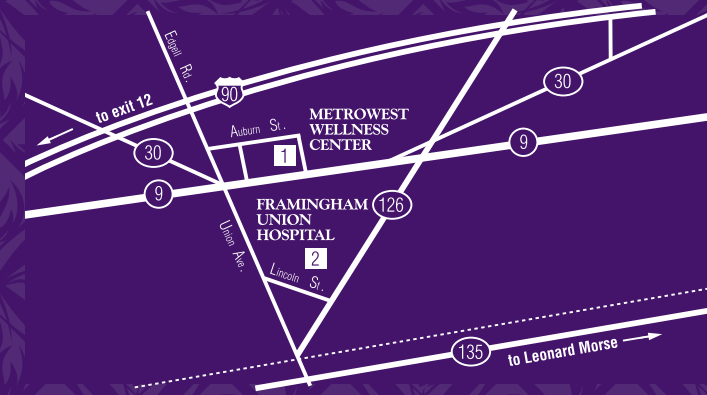 Edgell Rd.
90
to exit 12
30
Auburn St.
METROWEST
WELLNESS
CENTER
1
30
9
9
FRAMINGHAM
UNION
HOSPITAL
126
2
Union Ave.
Lincoln St.
135
to Leonard Morse